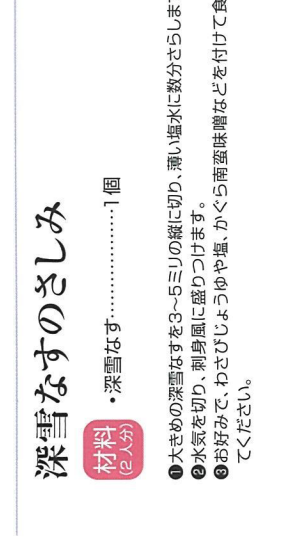 深雪なすのさしみ
材料
(2人分)
・深雪なす…………………1個
❶大きめの深雪なすを3〜5ミリの縦に切り、薄い塩水に数分さらしま
❷水気を切り、刺身風に盛りつけます。
❸お好みで、わさびじょうゆや塩、かぐら南蛮味噌などを付けて食
てください。